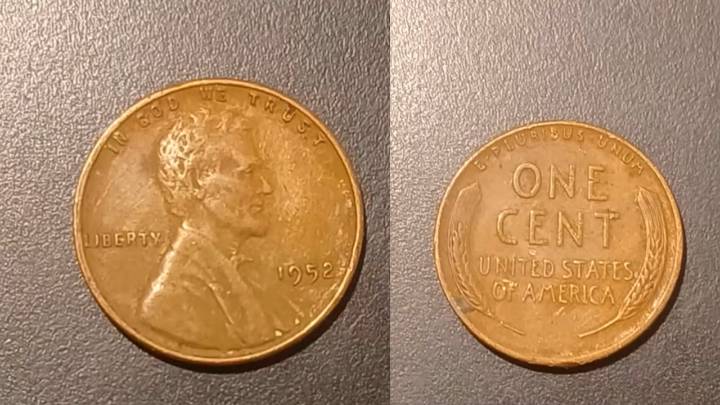 IN GOD WE TRUST
LIBERTY
1952
E PLURIBUS UNUM
ONE
CENT
UNITED STATES
OF AMERICA